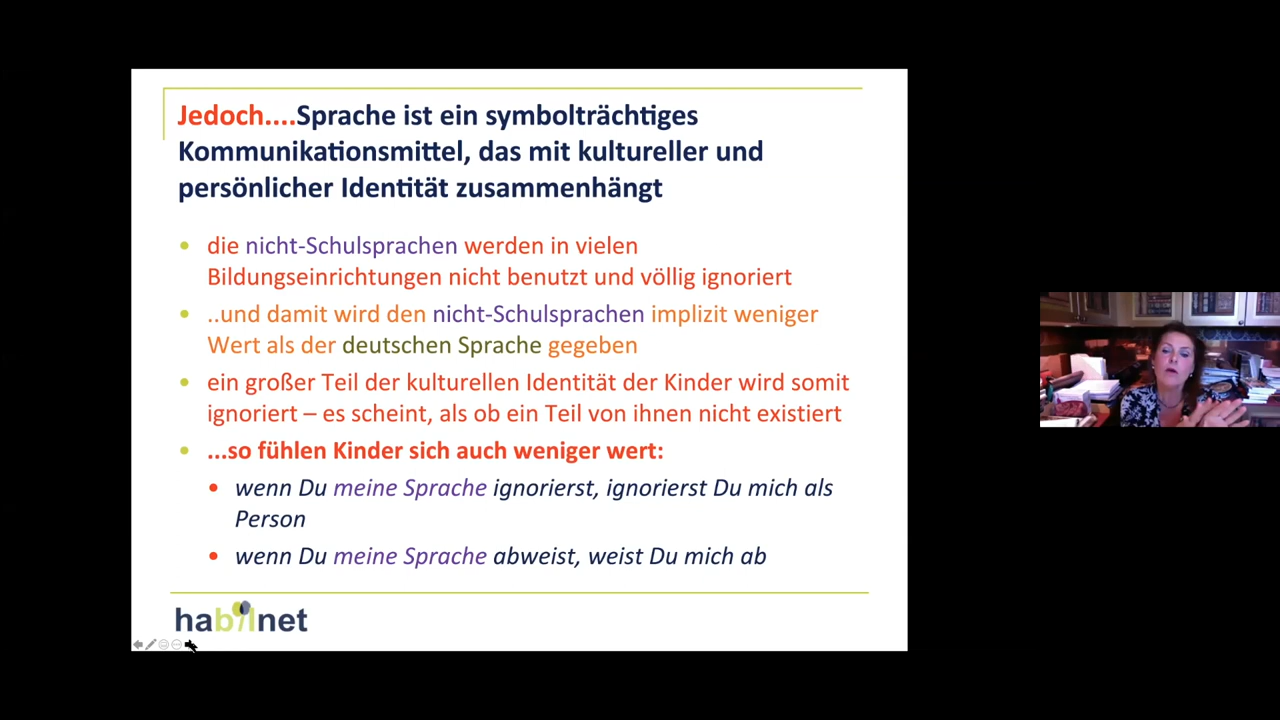 Jedoch....Sprache ist ein symbolträchtiges
Kommunikationsmittel, das mit kultureller und
persönlicher Identität zusammenhängt
die nicht-Schulsprachen werden in vielen
Bildungseinrichtungen nicht benutzt und völlig ignoriert
..und damit wird den nicht-Schulsprachen implizit weniger
Wert als der deutschen Sprache gegeben
ein großer Teil der kulturellen Identität der Kinder wird somit
ignoriert – es scheint, als ob ein Teil von ihnen nicht existiert
...so fühlen Kinder sich auch weniger wert:
wenn Du meine Sprache ignorierst, ignorierst Du mich als
Person
wenn Du meine Sprache abweist, weist Du mich ab
habilnet